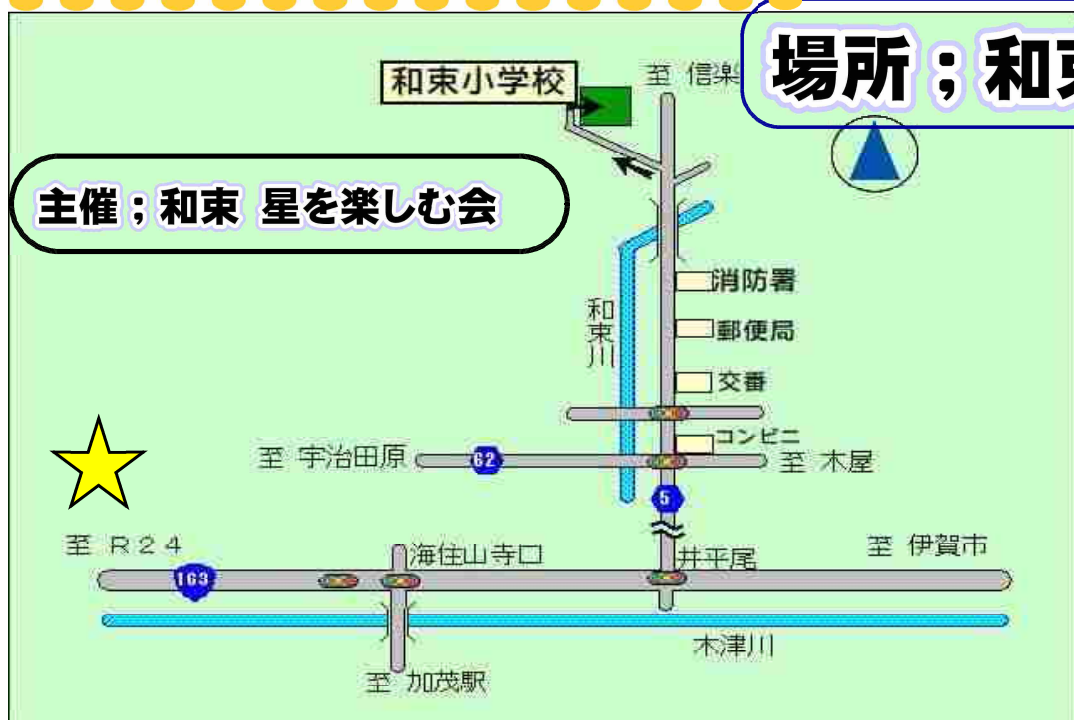 場所；和
和束小学校
至 信楽
主催；和束 星を楽しむ会
消防署
和束川
郵便局
交番
コンビニ
至 宇治田原
62
至 木屋
5
至 R24
海住山寺口
井平尾
至 伊賀市
163
木津川
至 加茂駅